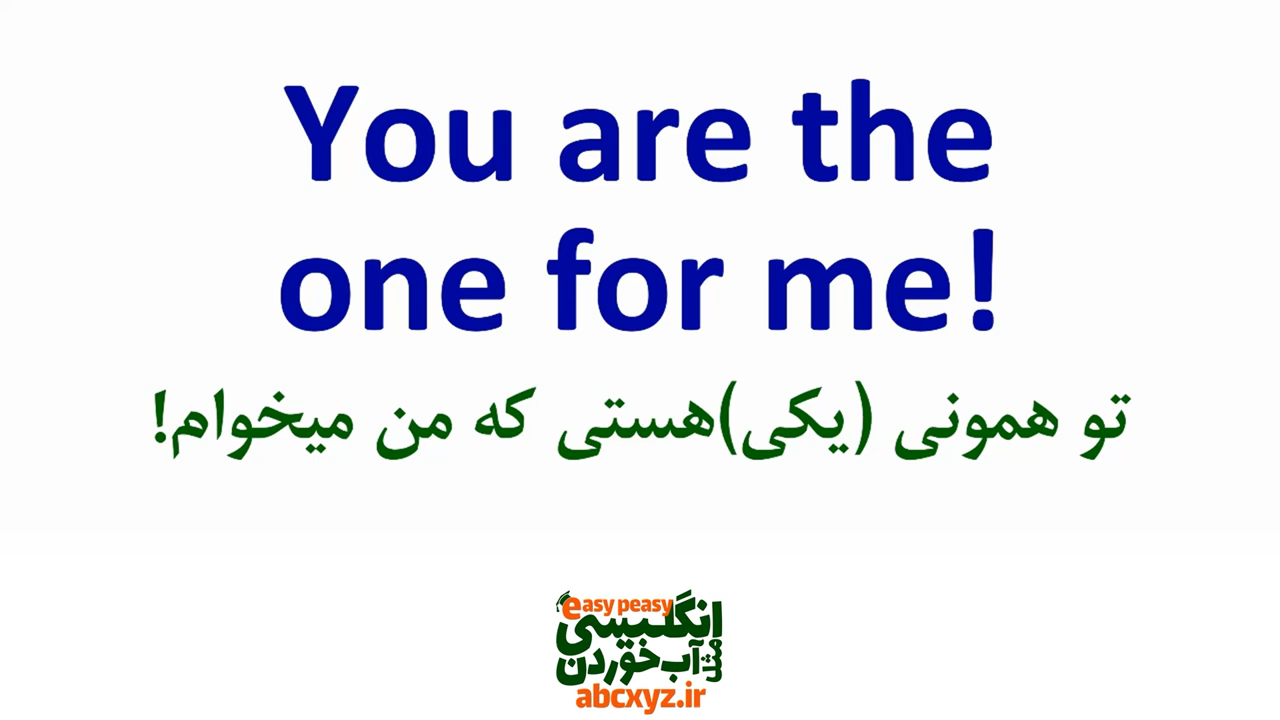 You are the
one for me!
تو همونی (یکی)هستی که من میخوام!
easy peasy
انگلیسی
مثل آب خوردن
abcxyz.ir